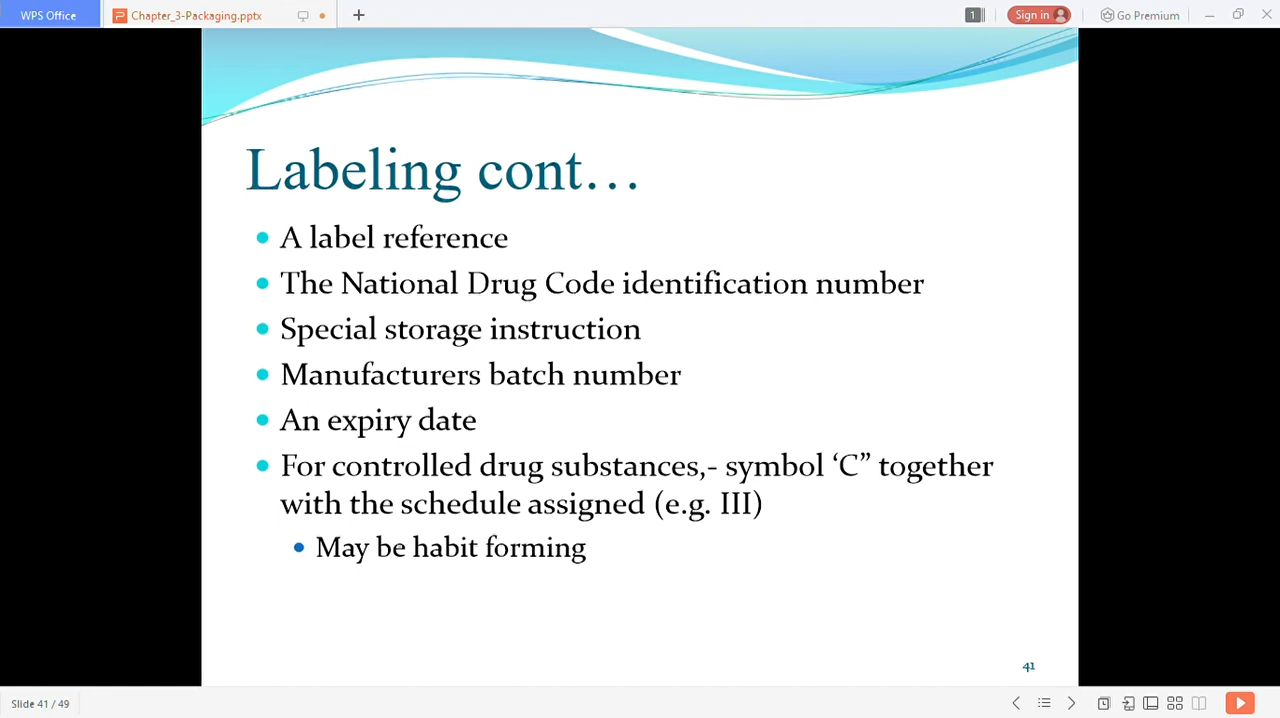 WPS Office
Chapter_3-Packaging.pptx
1
Sign in
Go Premium
Labeling cont…
• A label reference
• The National Drug Code identification number
• Special storage instruction
• Manufacturers batch number
• An expiry date
• For controlled drug substances,- symbol ‘C” together
with the schedule assigned (e.g. III)
• May be habit forming
41
Slide 41 / 49